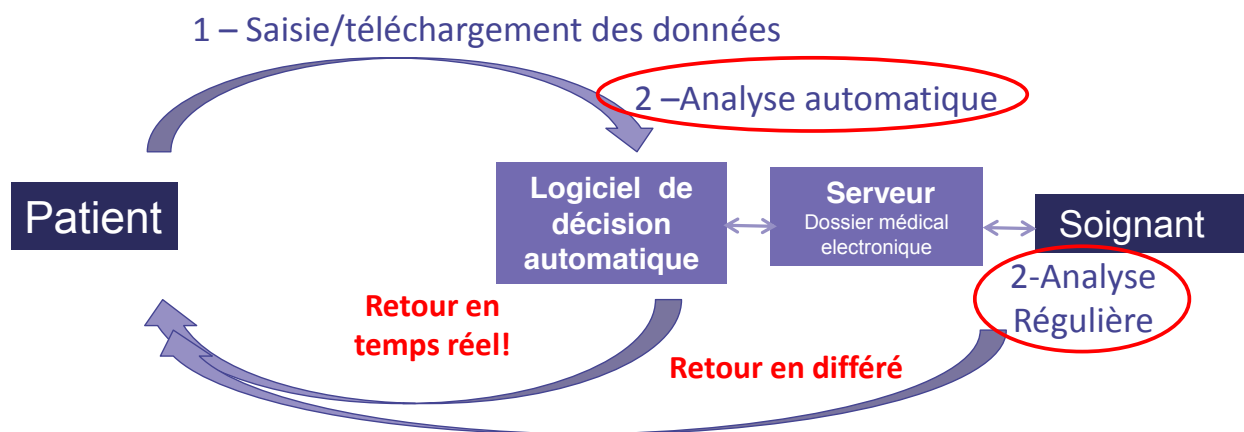 1 – Saisie/téléchargement des données
2 –Analyse automatique
Patient
Logiciel de
décision
automatique
Serveur
Dossier médical
electronique
Soignant
2-Analyse
Régulière
Retour en
temps réel!
Retour en différé